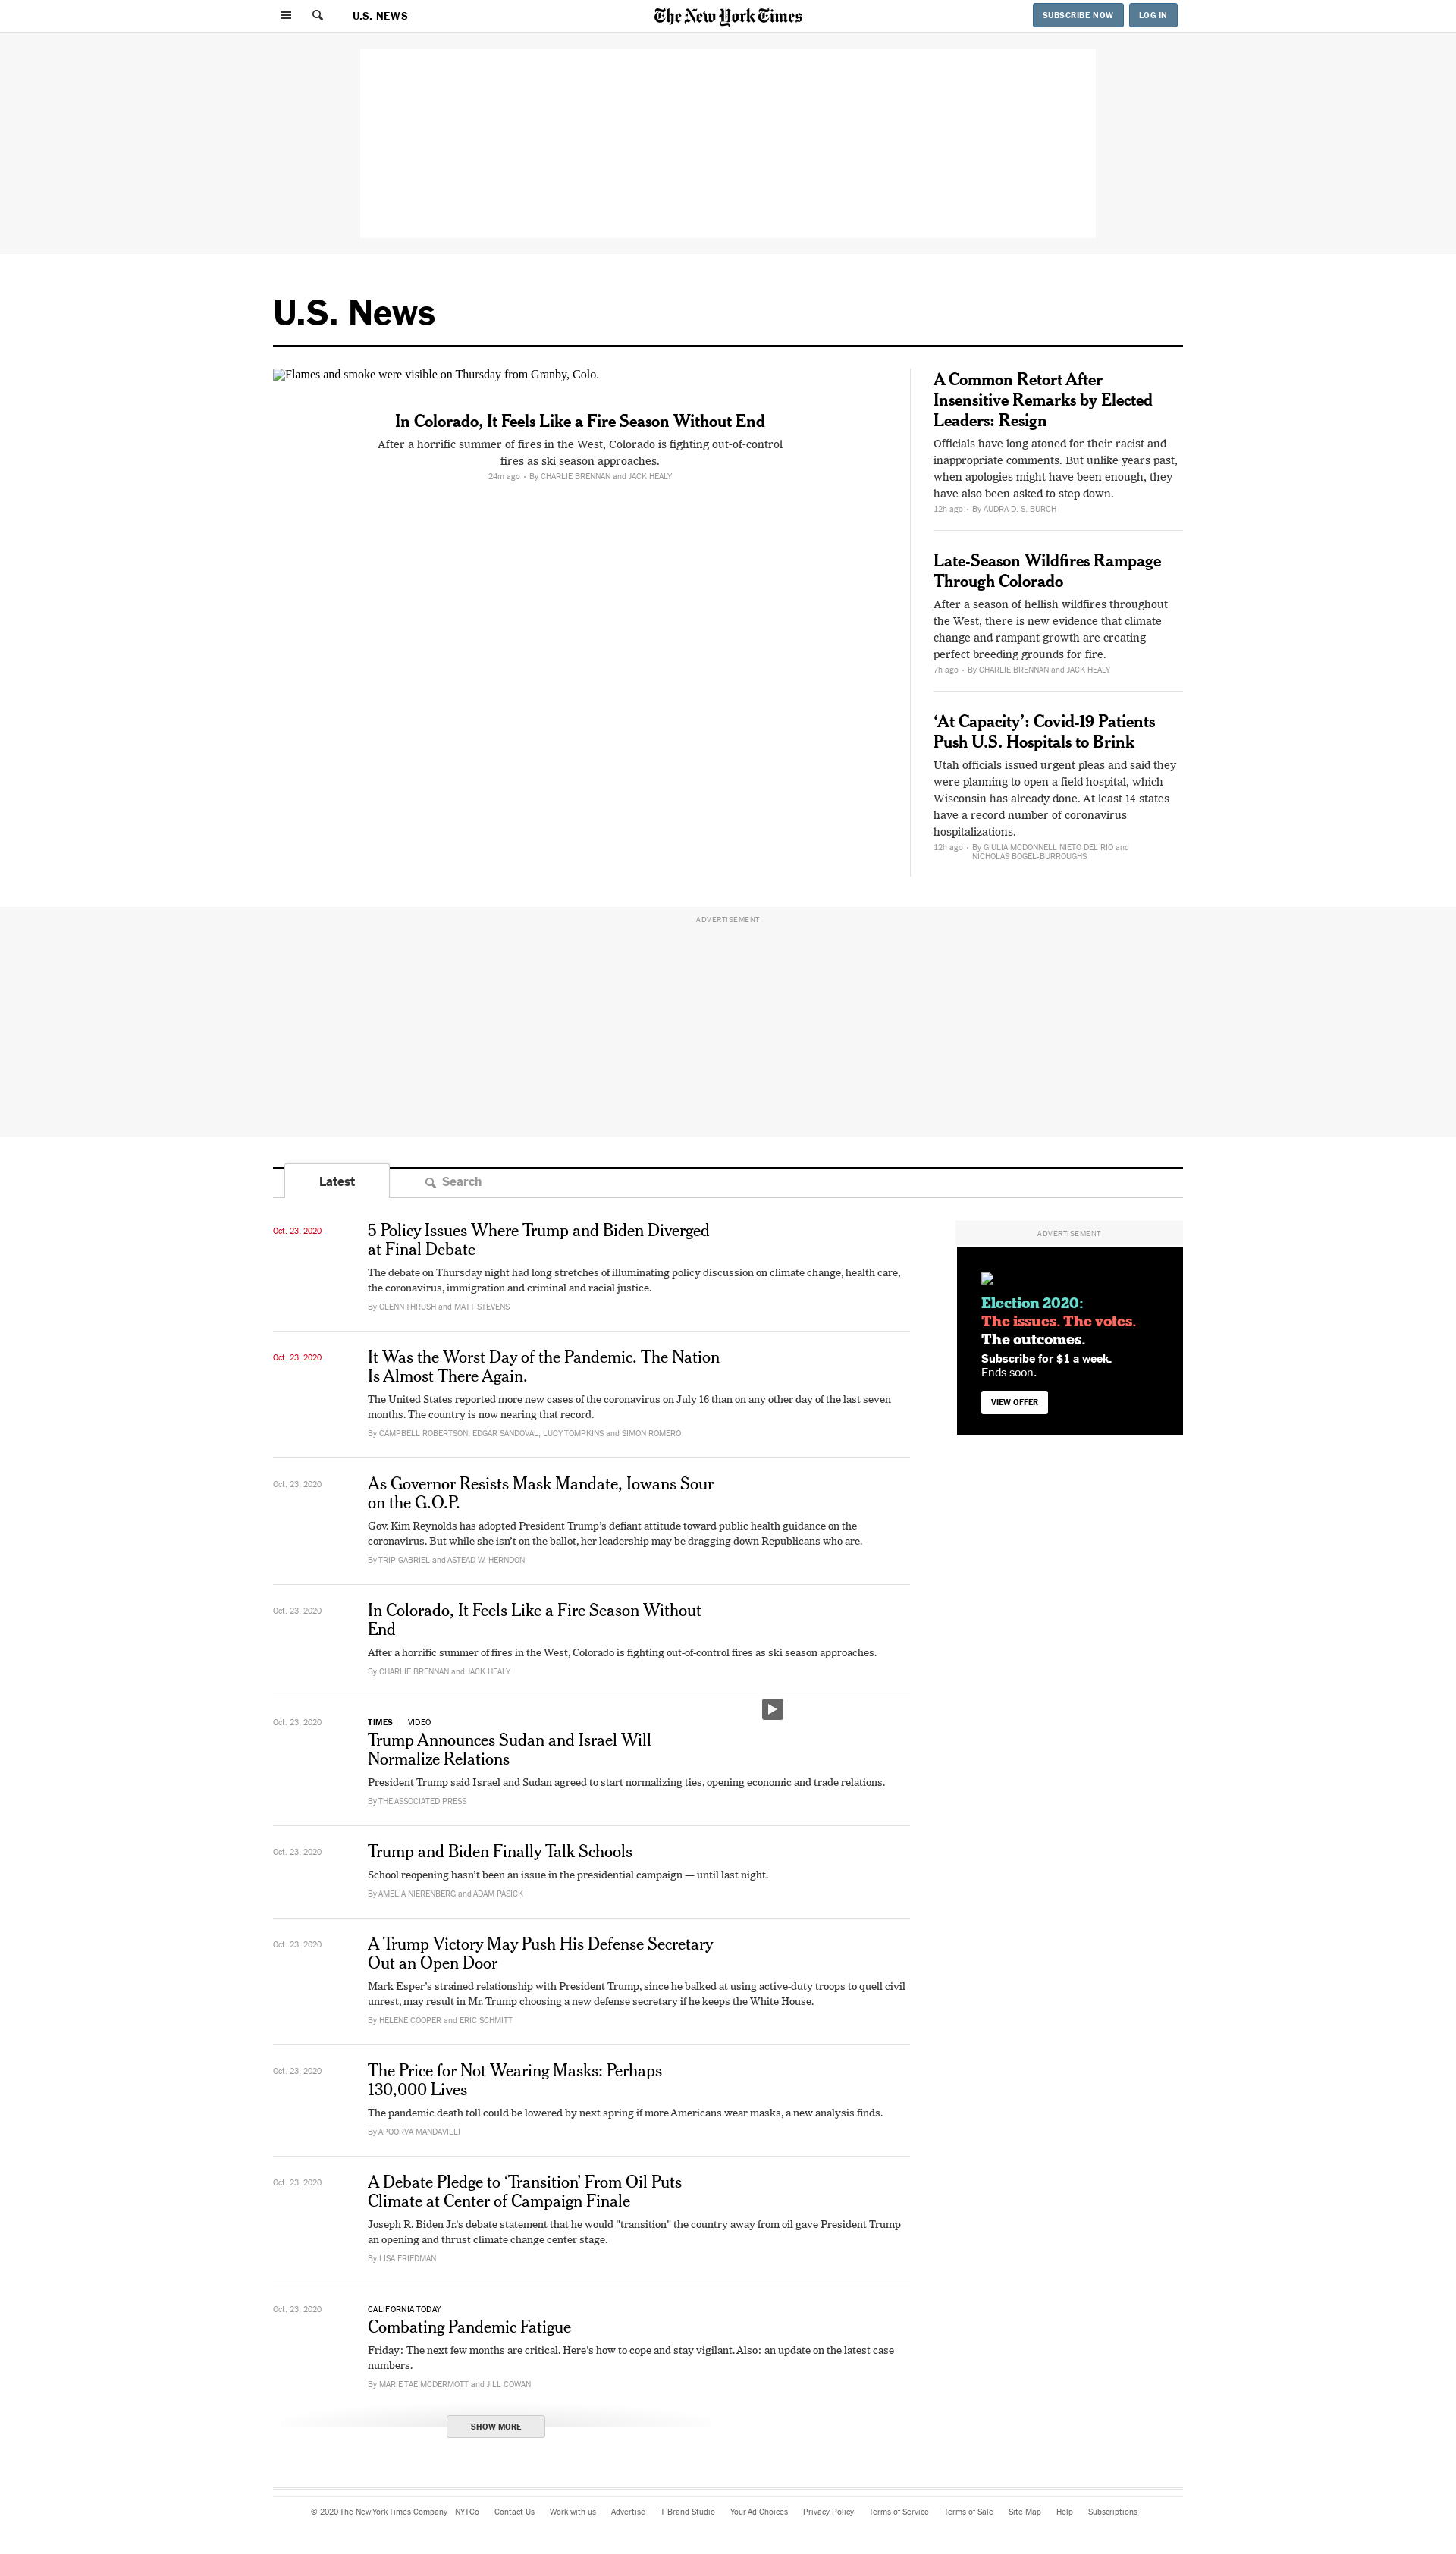 U.S. NEWS
The New York Times
SUBSCRIBE NOW
LOG IN
U.S. News
Flames and smoke were visible on Thursday from Granby, Colo.
In Colorado, It Feels Like a Fire Season Without End
After a horrific summer of fires in the West, Colorado is fighting out-of-control
fires as ski season approaches.
24m ago • By CHARLIE BRENNAN and JACK HEALY
A Common Retort After
Insensitive Remarks by Elected
Leaders: Resign
Officials have long atoned for their racist and
inappropriate comments. But unlike years past,
when apologies might have been enough, they
have also been asked to step down.
12h ago • By AUDRA D. S. BURCH
Late-Season Wildfires Rampage
Through Colorado
After a season of hellish wildfires throughout
the West, there is new evidence that climate
change and rampant growth are creating
perfect breeding grounds for fire.
7h ago • By CHARLIE BRENNAN and JACK HEALY
‘At Capacity’: Covid-19 Patients
Push U.S. Hospitals to Brink
Utah officials issued urgent pleas and said they
were planning to open a field hospital, which
Wisconsin has already done. At least 14 states
have a record number of coronavirus
hospitalizations.
12h ago • By GIULIA MCDONNELL NIETO DEL RIO and
NICHOLAS BOGEL-BURROUGHS
ADVERTISEMENT
Latest
Search
Oct. 23, 2020
5 Policy Issues Where Trump and Biden Diverged
at Final Debate
The debate on Thursday night had long stretches of illuminating policy discussion on climate change, health care,
the coronavirus, immigration and criminal and racial justice.
By GLENN THRUSH and MATT STEVENS
Oct. 23, 2020
It Was the Worst Day of the Pandemic. The Nation
Is Almost There Again.
The United States reported more new cases of the coronavirus on July 16 than on any other day of the last seven
months. The country is now nearing that record.
By CAMPBELL ROBERTSON, EDGAR SANDOVAL, LUCY TOMPKINS and SIMON ROMERO
Oct. 23, 2020
As Governor Resists Mask Mandate, Iowans Sour
on the G.O.P.
Gov. Kim Reynolds has adopted President Trump’s defiant attitude toward public health guidance on the
coronavirus. But while she isn’t on the ballot, her leadership may be dragging down Republicans who are.
By TRIP GABRIEL and ASTEAD W. HERNDON
Oct. 23, 2020
In Colorado, It Feels Like a Fire Season Without
End
After a horrific summer of fires in the West, Colorado is fighting out-of-control fires as ski season approaches.
By CHARLIE BRENNAN and JACK HEALY
Oct. 23, 2020
TIMES | VIDEO
Trump Announces Sudan and Israel Will
Normalize Relations
President Trump said Israel and Sudan agreed to start normalizing ties, opening economic and trade relations.
By THE ASSOCIATED PRESS
Oct. 23, 2020
Trump and Biden Finally Talk Schools
School reopening hasn’t been an issue in the presidential campaign — until last night.
By AMELIA NIERENBERG and ADAM PASICK
Oct. 23, 2020
A Trump Victory May Push His Defense Secretary
Out an Open Door
Mark Esper’s strained relationship with President Trump, since he balked at using active-duty troops to quell civil
unrest, may result in Mr. Trump choosing a new defense secretary if he keeps the White House.
By HELENE COOPER and ERIC SCHMITT
Oct. 23, 2020
The Price for Not Wearing Masks: Perhaps
130,000 Lives
The pandemic death toll could be lowered by next spring if more Americans wear masks, a new analysis finds.
By APOORVA MANDAVILLI
Oct. 23, 2020
A Debate Pledge to ‘Transition’ From Oil Puts
Climate at Center of Campaign Finale
Joseph R. Biden Jr.'s debate statement that he would "transition" the country away from oil gave President Trump
an opening and thrust climate change center stage.
By LISA FRIEDMAN
Oct. 23, 2020
CALIFORNIA TODAY
Combating Pandemic Fatigue
Friday: The next few months are critical. Here’s how to cope and stay vigilant. Also: an update on the latest case
numbers.
By MARIE TAE MCDERMOTT and JILL COWAN
SHOW MORE
ADVERTISEMENT
Election 2020:
The issues. The votes.
The outcomes.
Subscribe for $1 a week.
Ends soon.
VIEW OFFER
© 2020 The New York Times Company NYTCo Contact Us Work with us Advertise T Brand Studio Your Ad Choices Privacy Policy Terms of Service Terms of Sale Site Map Help Subscriptions